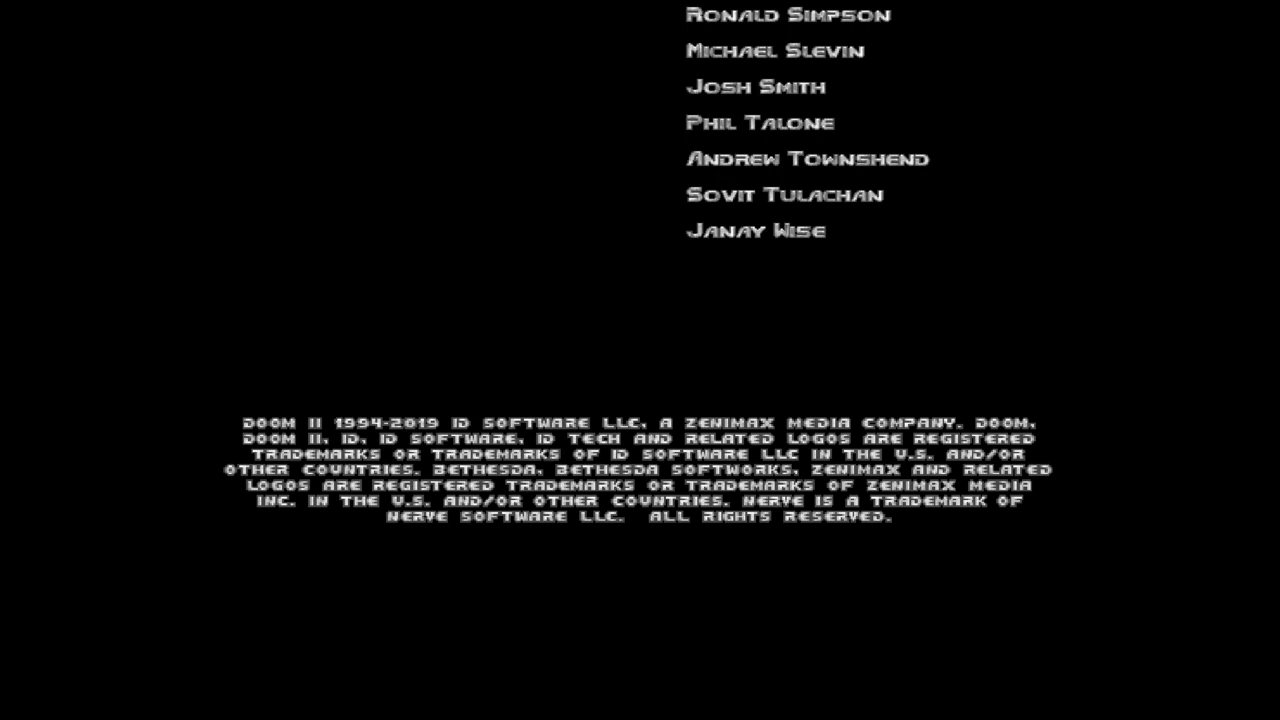 Ronald Simpson
Michael Slevin
Josh Smith
Phil Talone
Andrew Townshend
Sovit Tulachan
Janay Wise
DOOM II 1994-2019 ID SOFTWARE LLC, A ZENIMAX MEDIA COMPANY. DOOM,
DOOM II, ID, ID SOFTWARE, ID TECH AND RELATED LOGOS ARE REGISTERED
TRADEMARKS OR TRADEMARKS OF ID SOFTWARE LLC IN THE U.S. AND/OR
OTHER COUNTRIES. BETHESDA, BETHESDA SOFTWORKS, ZENIMAX AND RELATED
LOGOS ARE REGISTERED TRADEMARKS OR TRADEMARKS OF ZENIMAX MEDIA
INC. IN THE U.S. AND/OR OTHER COUNTRIES. NERVE IS A TRADEMARK OF
NERVE SOFTWARE LLC. ALL RIGHTS RESERVED.